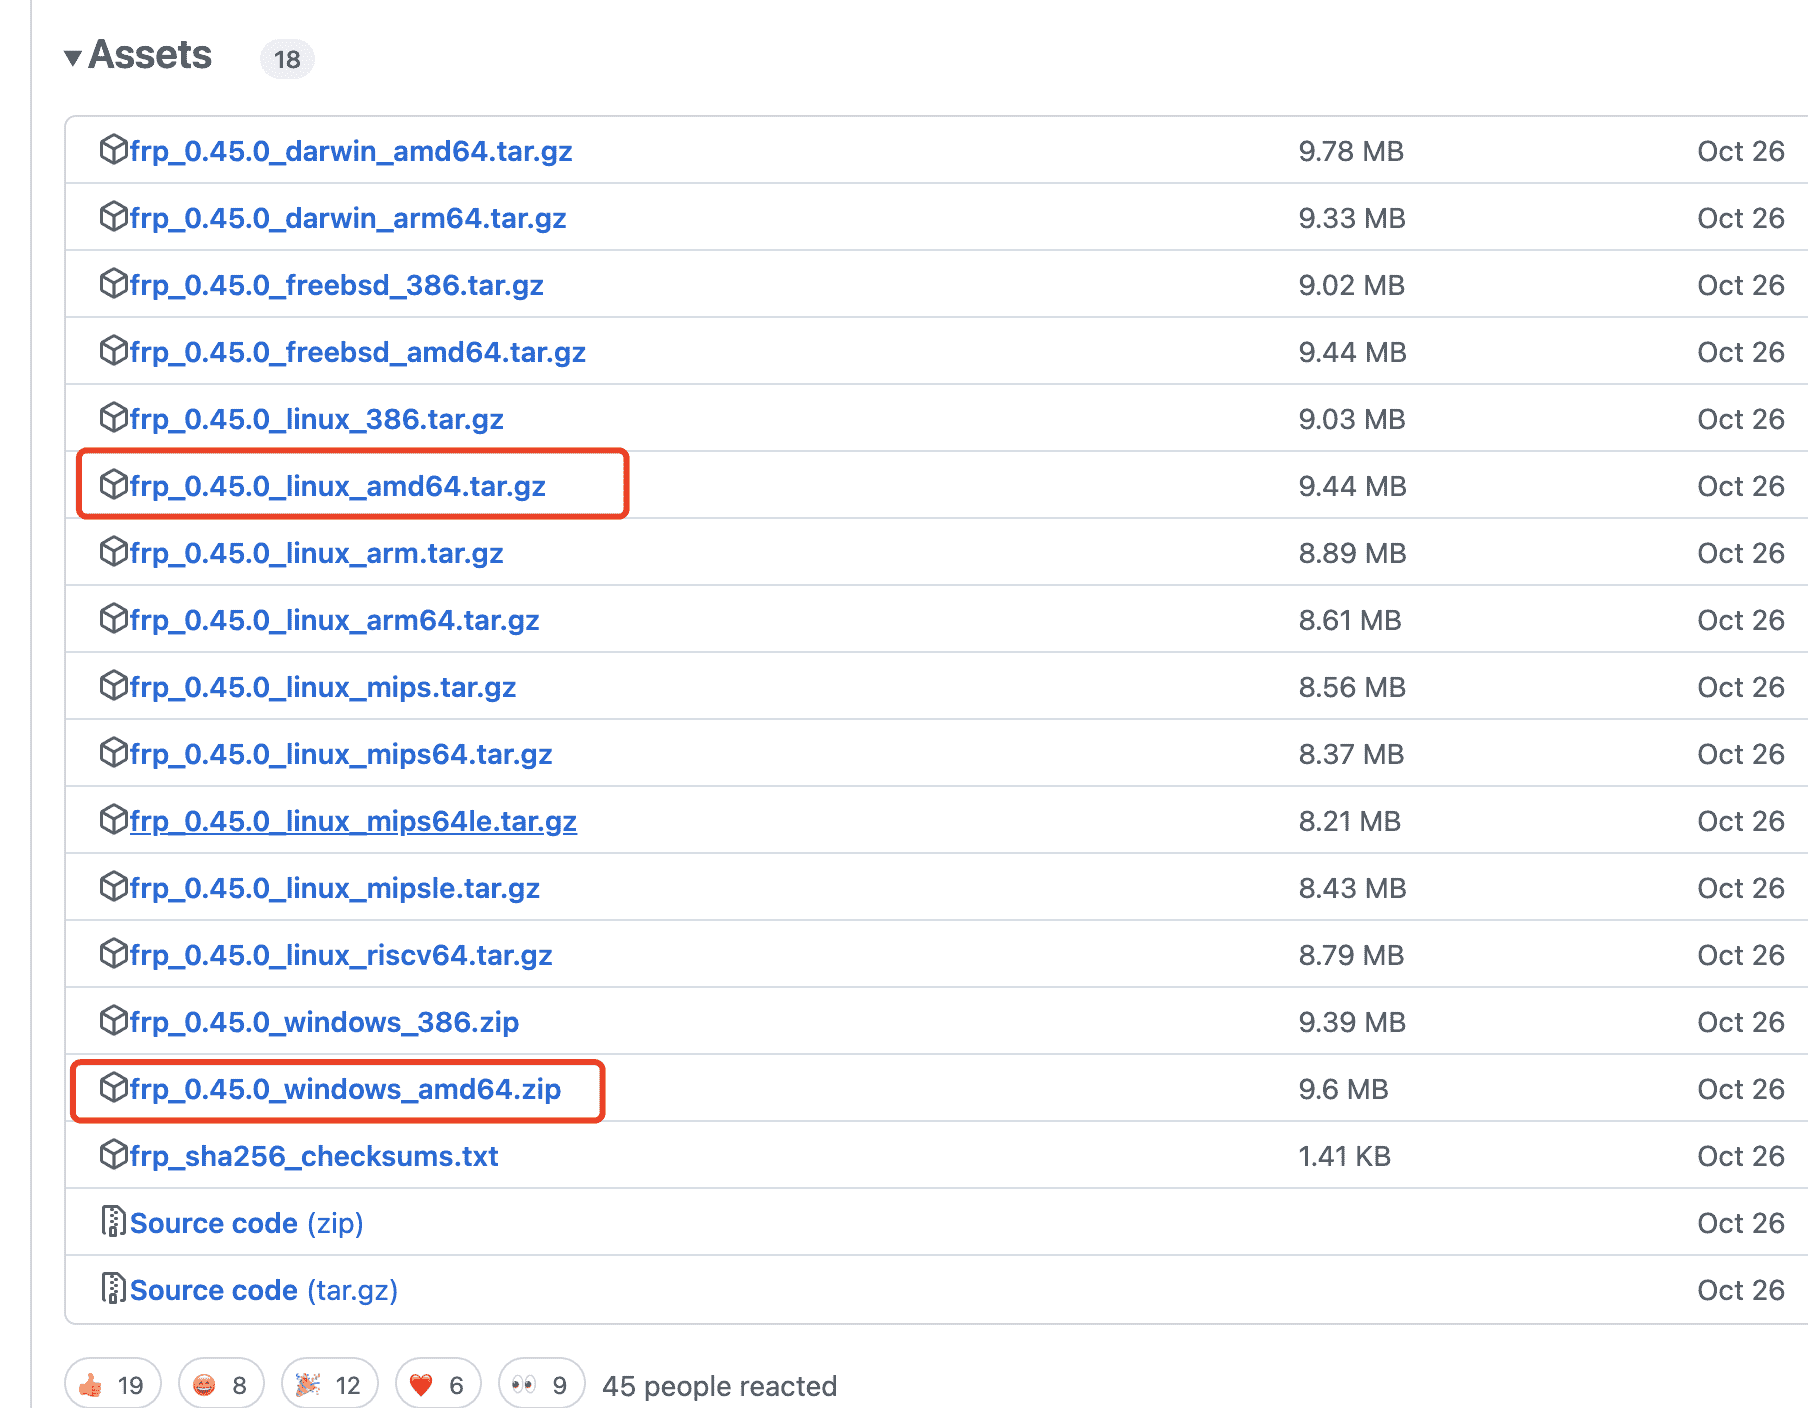 Assets 18
frp_0.45.0_darwin_amd64.tar.gz 9.78 MB Oct 26
frp_0.45.0_darwin_arm64.tar.gz 9.33 MB Oct 26
frp_0.45.0_freebsd_386.tar.gz 9.02 MB Oct 26
frp_0.45.0_freebsd_amd64.tar.gz 9.44 MB Oct 26
frp_0.45.0_linux_386.tar.gz 9.03 MB Oct 26
frp_0.45.0_linux_amd64.tar.gz 9.44 MB Oct 26
frp_0.45.0_linux_arm.tar.gz 8.89 MB Oct 26
frp_0.45.0_linux_arm64.tar.gz 8.61 MB Oct 26
frp_0.45.0_linux_mips.tar.gz 8.56 MB Oct 26
frp_0.45.0_linux_mips64.tar.gz 8.37 MB Oct 26
frp_0.45.0_linux_mips64le.tar.gz 8.21 MB Oct 26
frp_0.45.0_linux_mipsle.tar.gz 8.43 MB Oct 26
frp_0.45.0_linux_riscv64.tar.gz 8.79 MB Oct 26
frp_0.45.0_windows_386.zip 9.39 MB Oct 26
frp_0.45.0_windows_amd64.zip 9.6 MB Oct 26
frp_sha256_checksums.txt 1.41 KB Oct 26
Source code (zip) Oct 26
Source code (tar.gz) Oct 26
19 8 12 6 9 45 people reacted